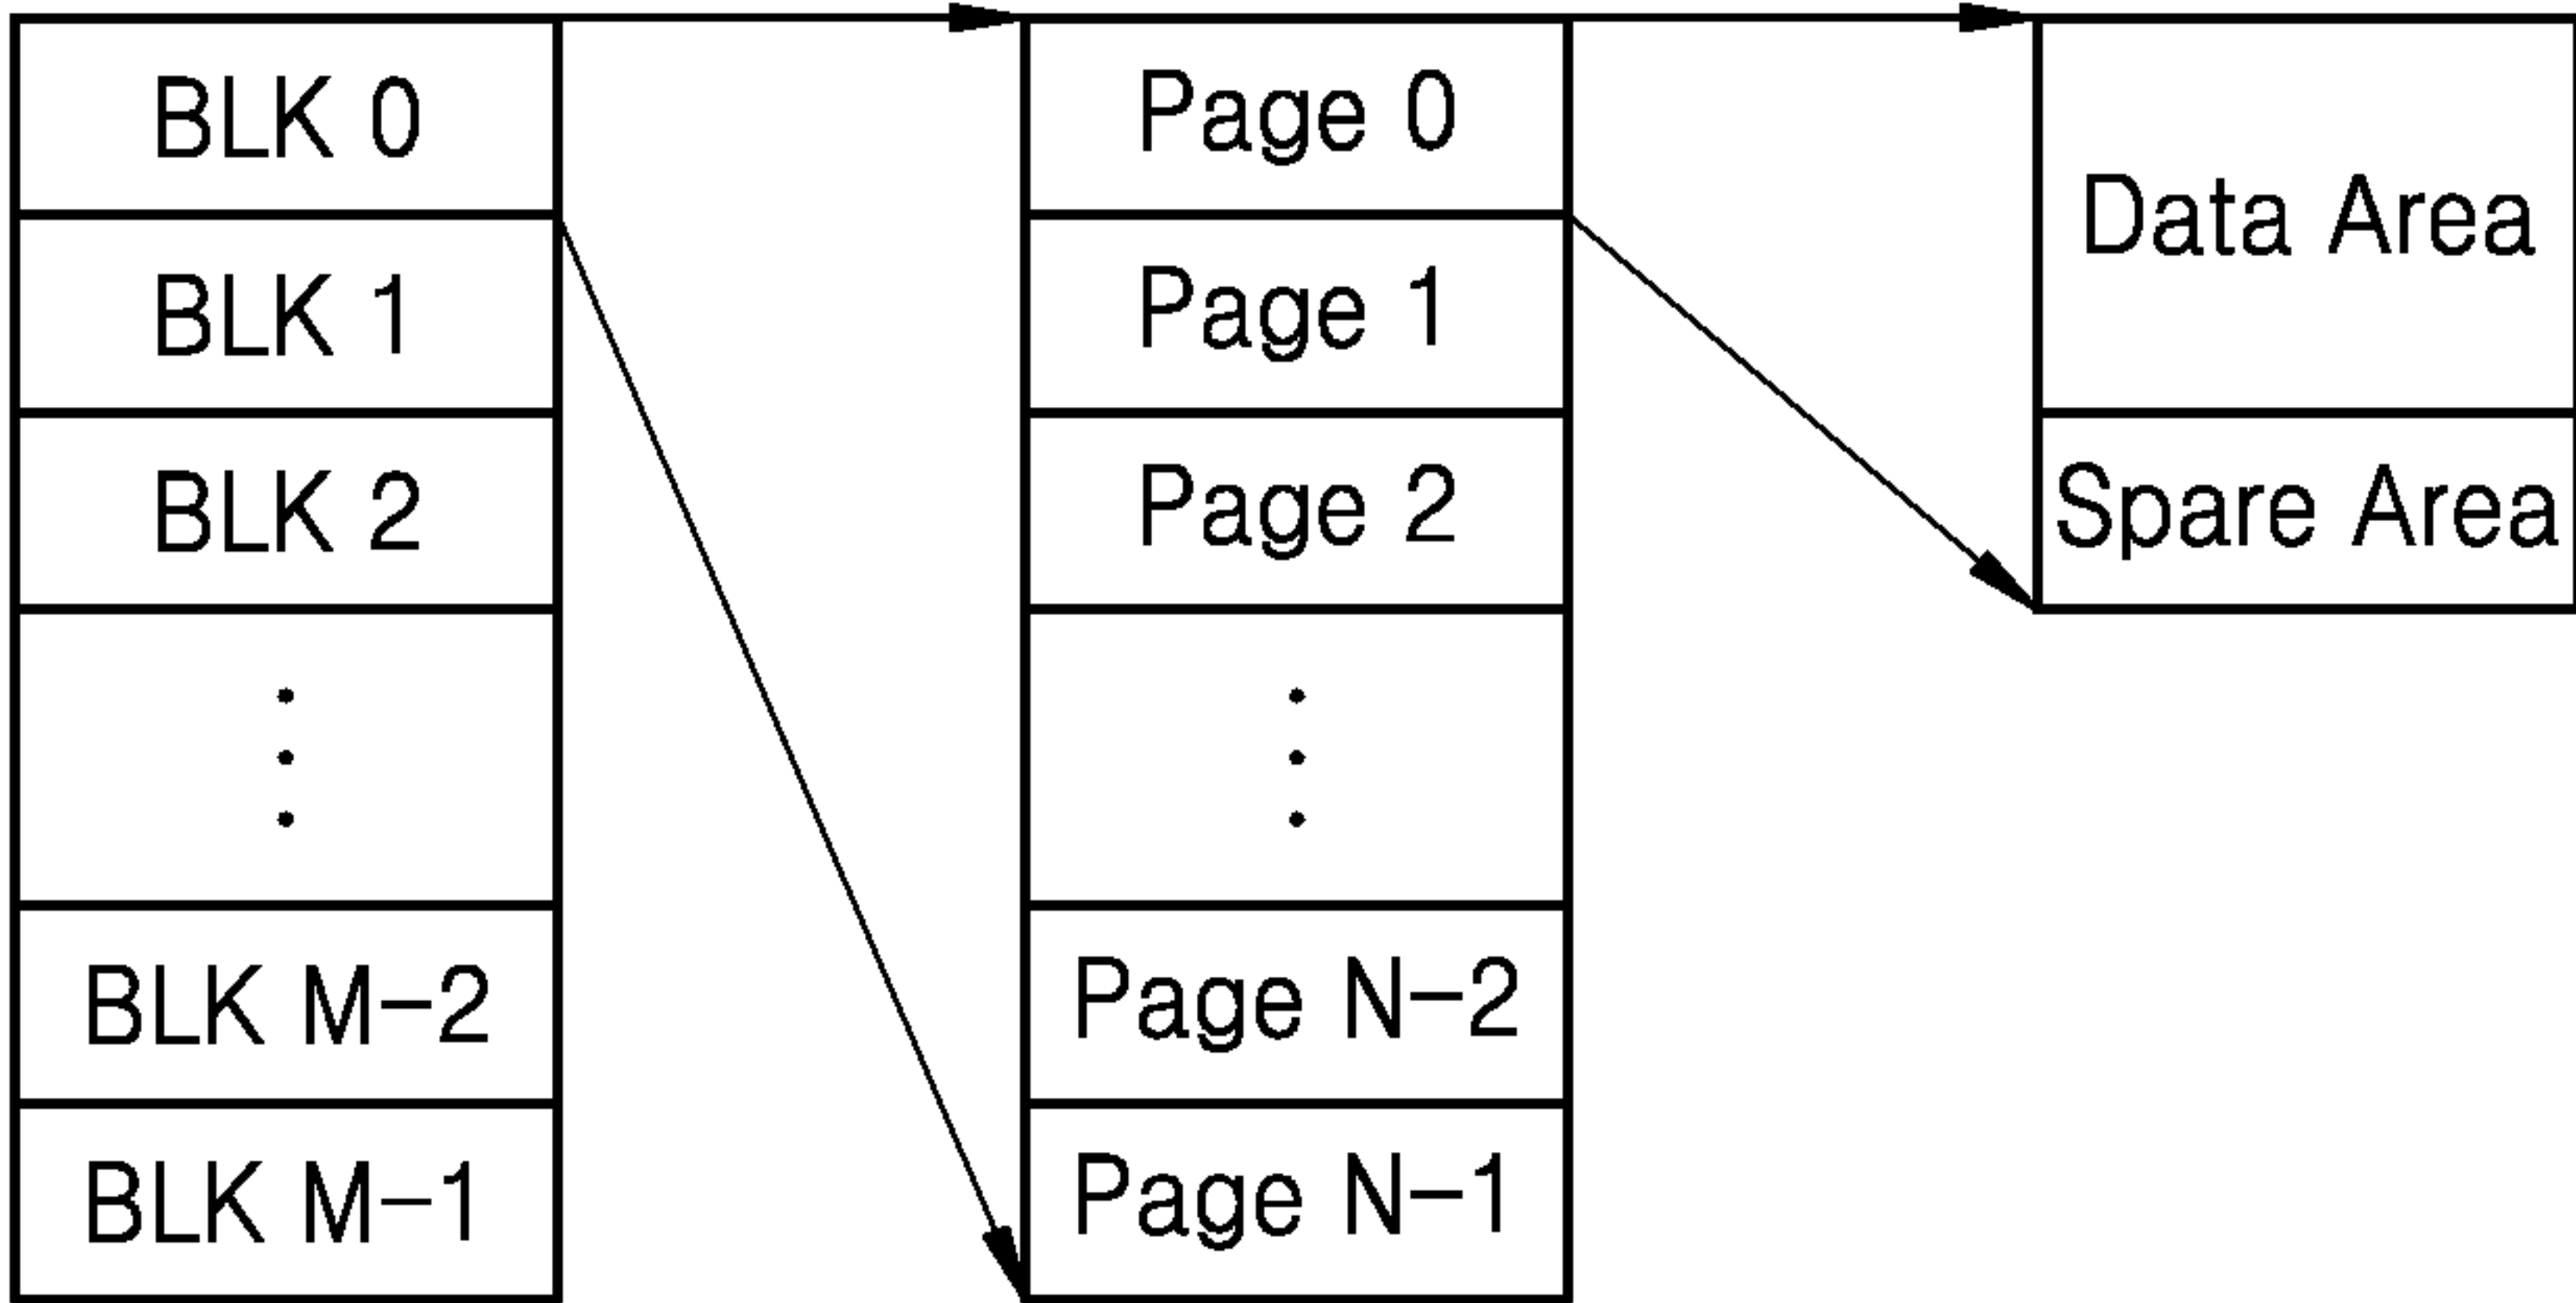 BLK 0
BLK 1
BLK 2
BLK M-2
BLK M-1
Page 0
Page 1
Page 2
Page N-2
Page N-1
Data Area
Spare Area